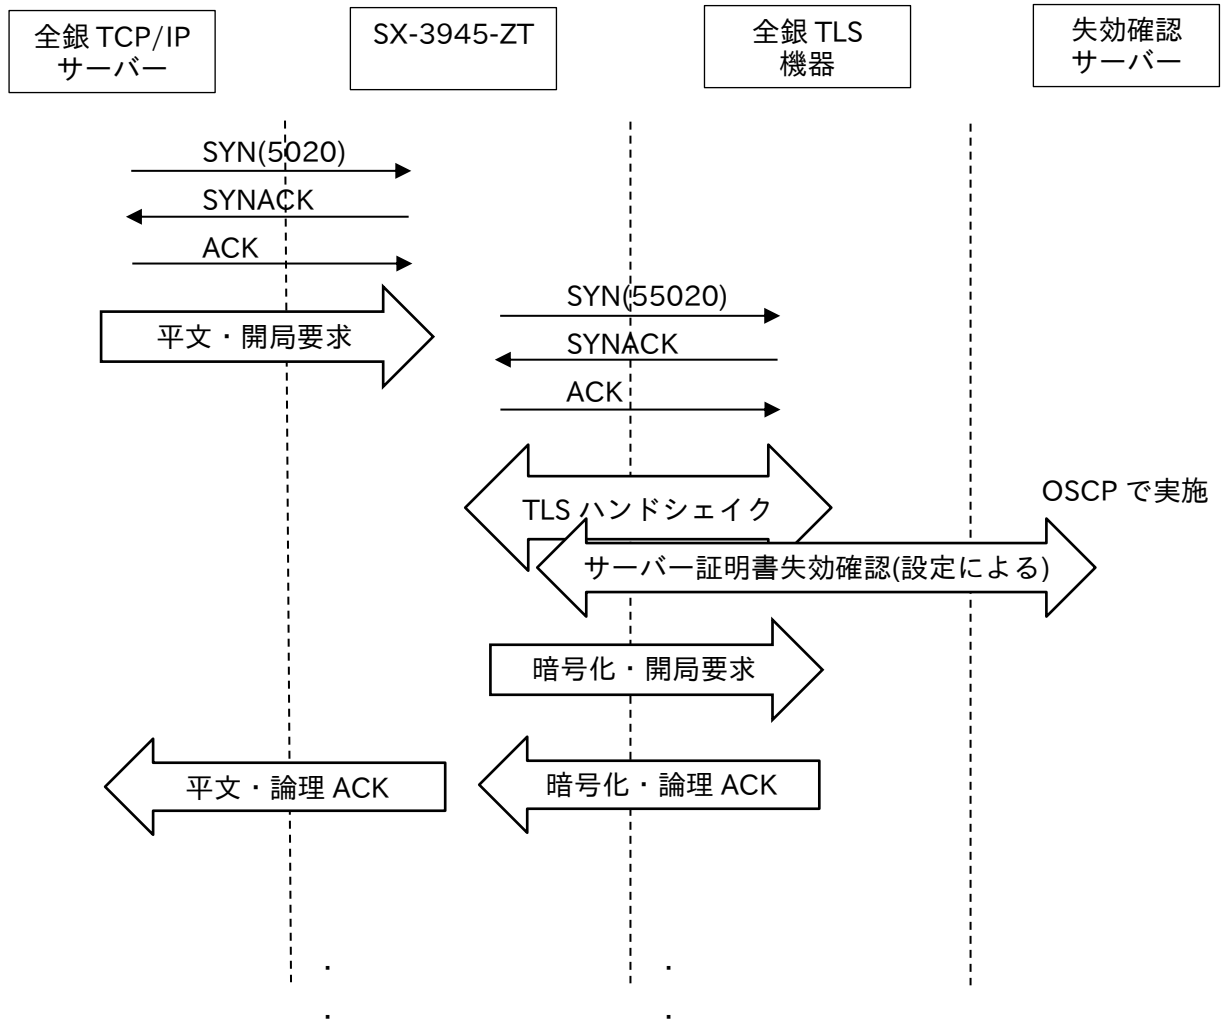 全銀 TCP/IP
サーバー
SX-3945-ZT
全銀 TLS
機器
失効確認
サーバー
SYN(5020)
SYNACK
ACK
平文・開局要求
SYN(55020)
SYNACK
ACK
TLS ハンドシェイク
OSCP で実施
サーバー証明書失効確認(設定による)
暗号化・開局要求
平文・論理 ACK
暗号化・論理 ACK